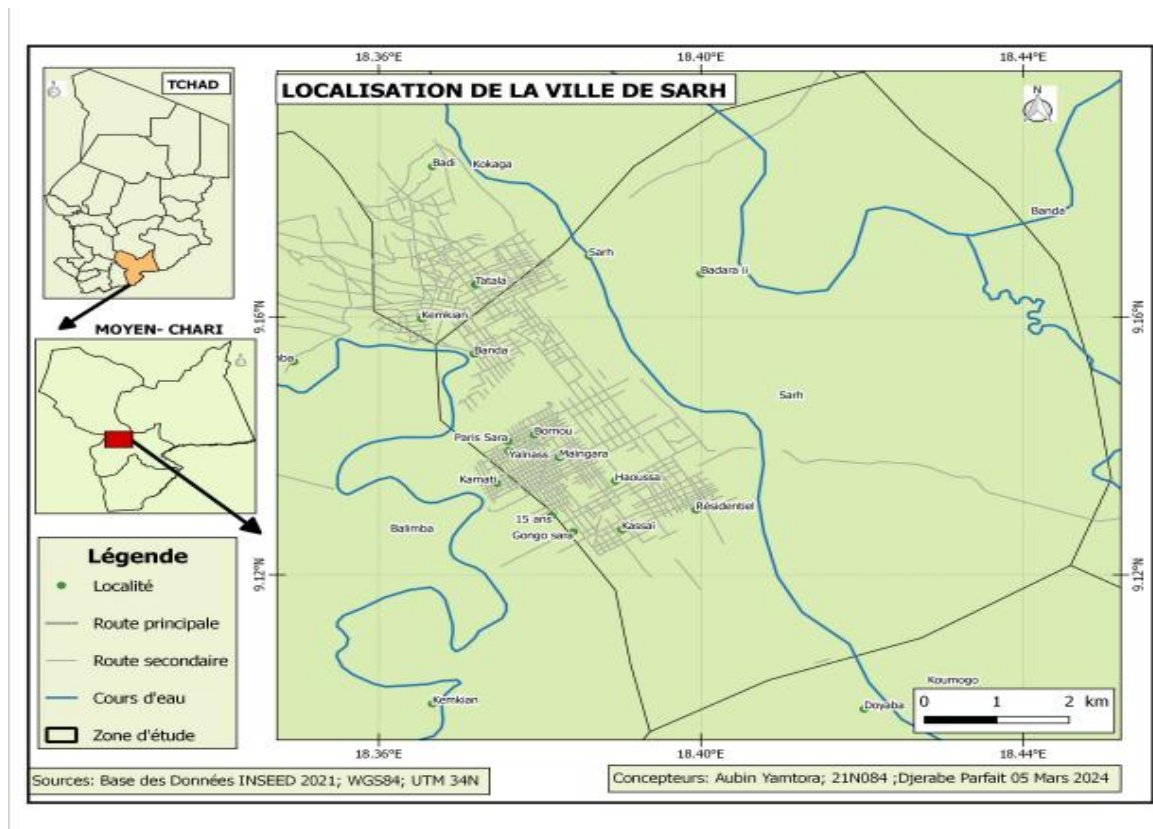 18.36°E
18.40°E
18.44°E
TCHAD
LOCALISATION DE LA VILLE DE SARH
N
Badi
Kokaga
Banda
Sarh
Badara Ii
Tatala
9.16°N
Kemkian
9.16°N
MOYEN- CHARI
Banda
ba
Sarh
Paris Sara
Bornou
Yainass
Maingara
Kamati
Haoussa
Résidentiel
15 ans
Balimba
Gongo sara
Kassaï
Légende
9.12°N
9.12°N
Localité
Route principale
Route secondaire
Cours d'eau
Zone d'étude
Kemkian
Koumogo
Doyaba
0 1 2 km
18.36°E
18.40°E
18.44°E
Sources: Base des Données INSEED 2021; WGS84; UTM 34N
Concepteurs: Aubin Yamtora; 21N084 ;Djerabe Parfait 05 Mars 2024